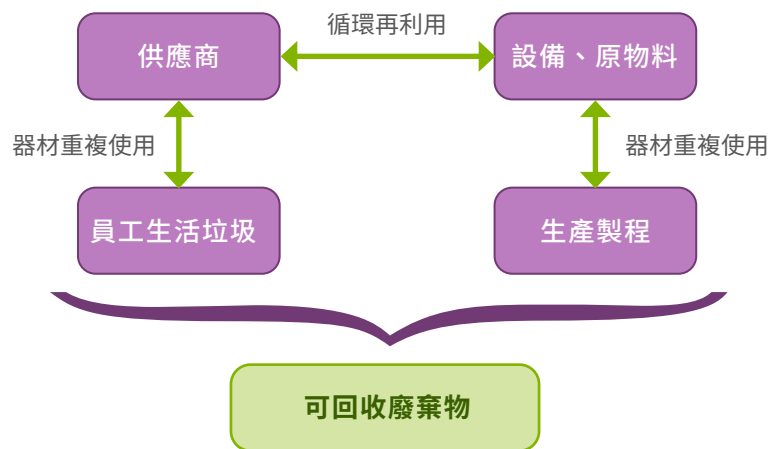 循環再利用
供應商
設備、原物料
器材重複使用
器材重複使用
員工生活垃圾
生產製程
可回收廢棄物